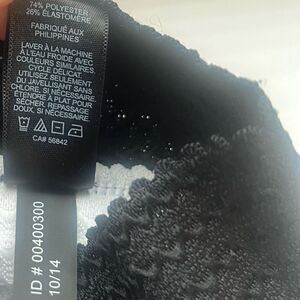 74% POLYESTER
26% ÉLASTOMÈRE
FABRIQUÉ AUX
PHILIPPINES
LAVER À LA MACHINE
À L'EAU FROIDE AVEC
COULEURS SIMILAIRES.
CYCLE DÉLICAT.
UTILISEZ SEULEMENT
DU JAVELLISANT SANS
CHLORE, SI NÉCESSAIRE.
ÉTENDRE À PLAT POUR
SÉCHER. REPASSAGE
DOUX, SI NÉCESSAIRE.
CA# 56842
ID # 00400300
10/14